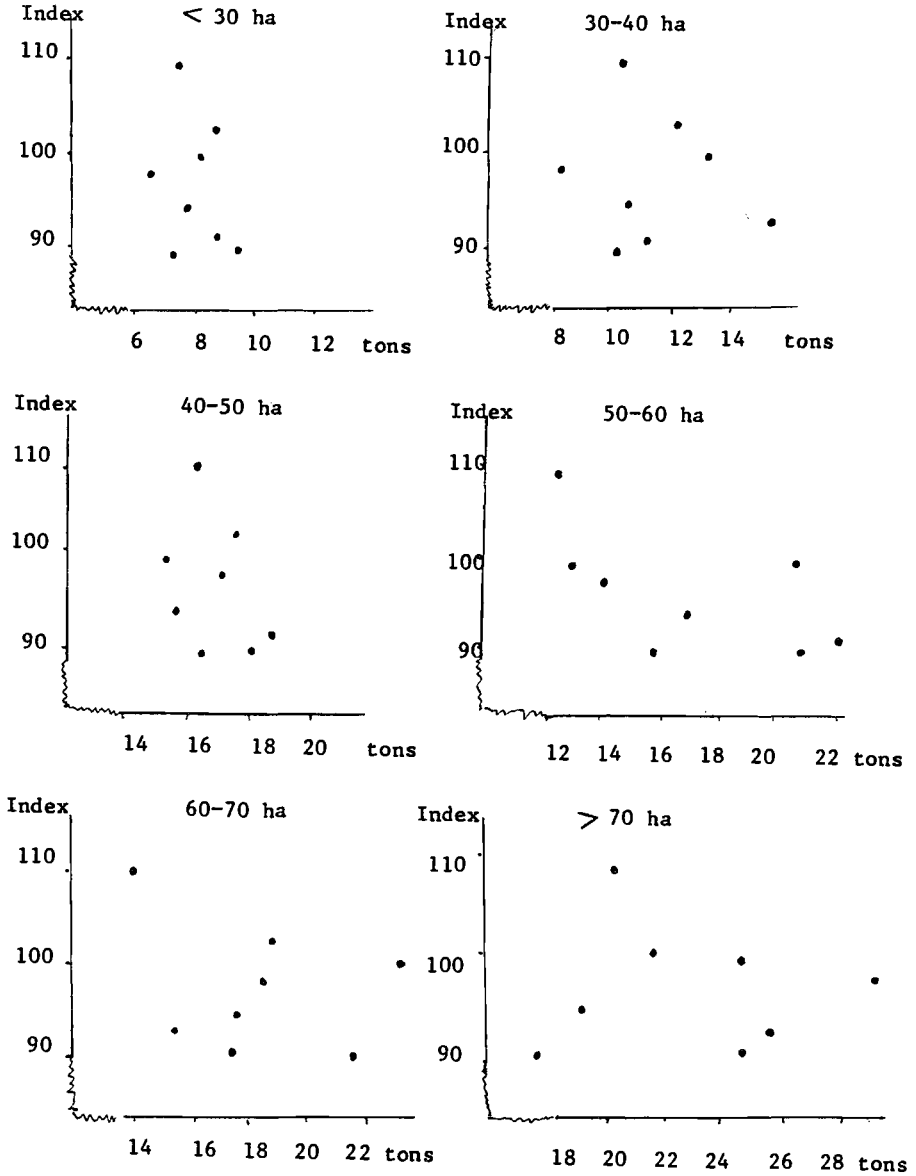 Index < 30 ha
110
100
90
6 8 10 12 tons
Index 30-40 ha
110
100
90
8 10 12 14 tons
Index 40-50 ha
110
100
90
14 16 18 20 tons
Index 50-60 ha
110
100
90
12 14 16 18 20 22 tons
Index 60-70 ha
110
100
90
14 16 18 20 22 tons
Index > 70 ha
110
100
90
18 20 22 24 26 28 tons